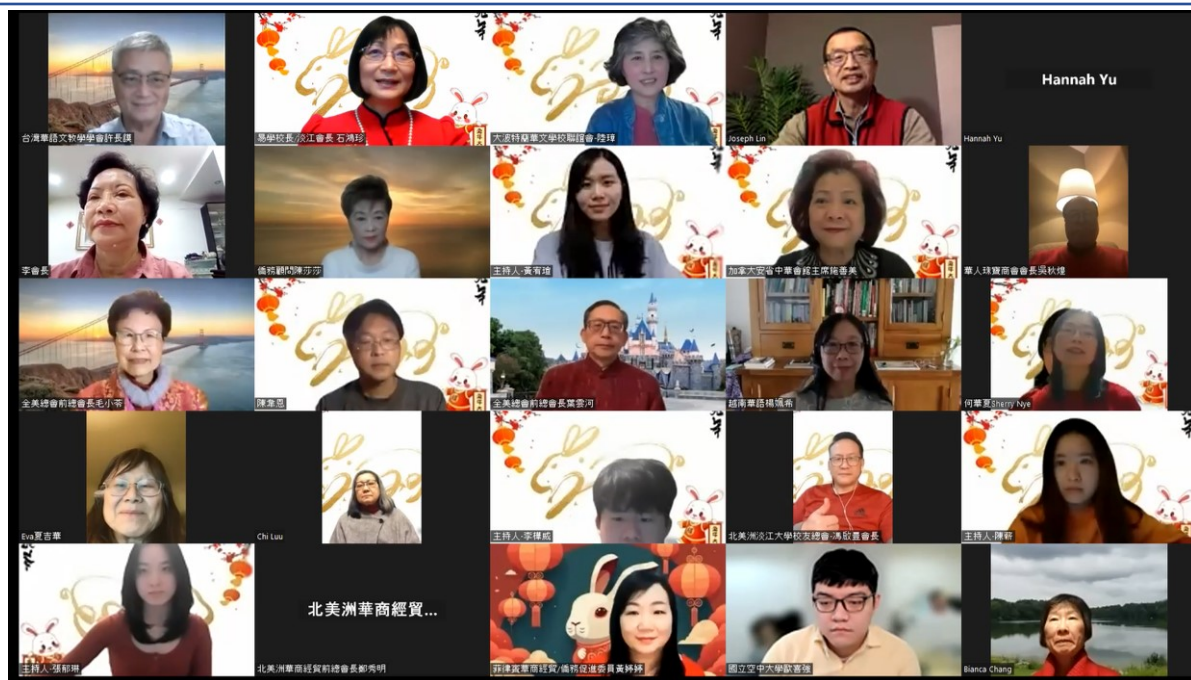 台灣華語文教學學會許長謨
易學校長/淡江會長 石鴻珍
大波特蘭華文學校聯誼會-陸瑋
Joseph Lin
Hannah Yu
Hannah Yu
李會長
僑務顧問陳莎莎
主持人-黃宥瑄
加拿大安省中華會館主席施善美
華人珠寶商會會長吳秋煌
全美總會前總會長毛小苓
陳韋恩
全美總會前總會長葉雲河
越南華語楊姵希
何華夏Sherry Nye
Eva夏吉華
Chi Luu
主持人-李樺威
北美洲淡江大學校友總會-馮啟豊會長
主持人-陳蔚
主持人-張郁琳
北美洲華商經貿...
北美洲華商經貿前總會長鄭秀明
菲律賓華商經貿/僑務促進委員黃婷婷
國立空中大學
Bianca Chang